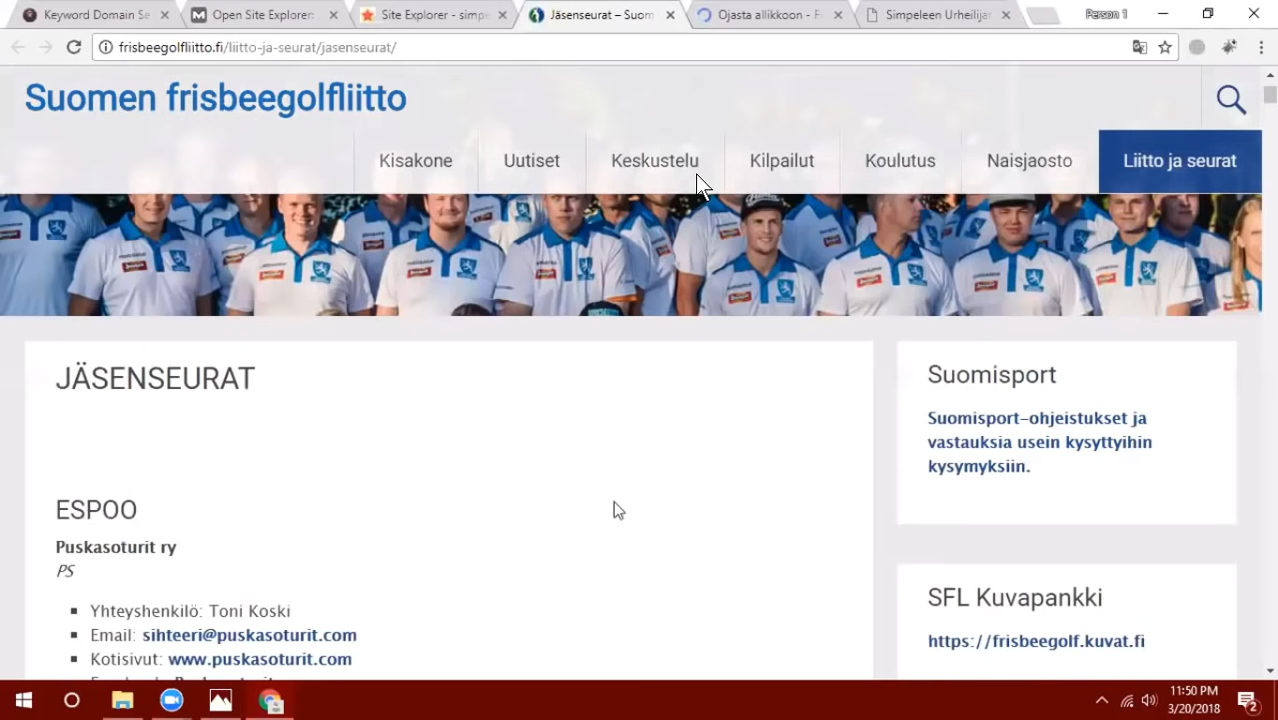 Keyword Domain Se
Open Site Explorer:
Site Explorer - simpe
Jäsenseurat – Suom
Ojasta allikkoon - F
Simpeleen Urheilijat
Person 1
frisbeegolfliitto.fi/liitto-ja-seurat/jasenseurat/
Suomen frisbeegolfliitto
Kisakone
Uutiset
Keskustelu
Kilpailut
Koulutus
Naisjaosto
Liitto ja seurat
JÄSENSEURAT
ESPOO
Puskasoturit ry
PS
Yhteyshenkilö: Toni Koski
Email: sihteeri@puskasoturit.com
Kotisivut: www.puskasoturit.com
Suomisport
Suomisport-ohjeistukset ja
vastauksia usein kysyttyihin
kysymyksiin.
SFL Kuvapankki
https://frisbeegolf.kuvat.fi
11:50 PM
3/20/2018
2